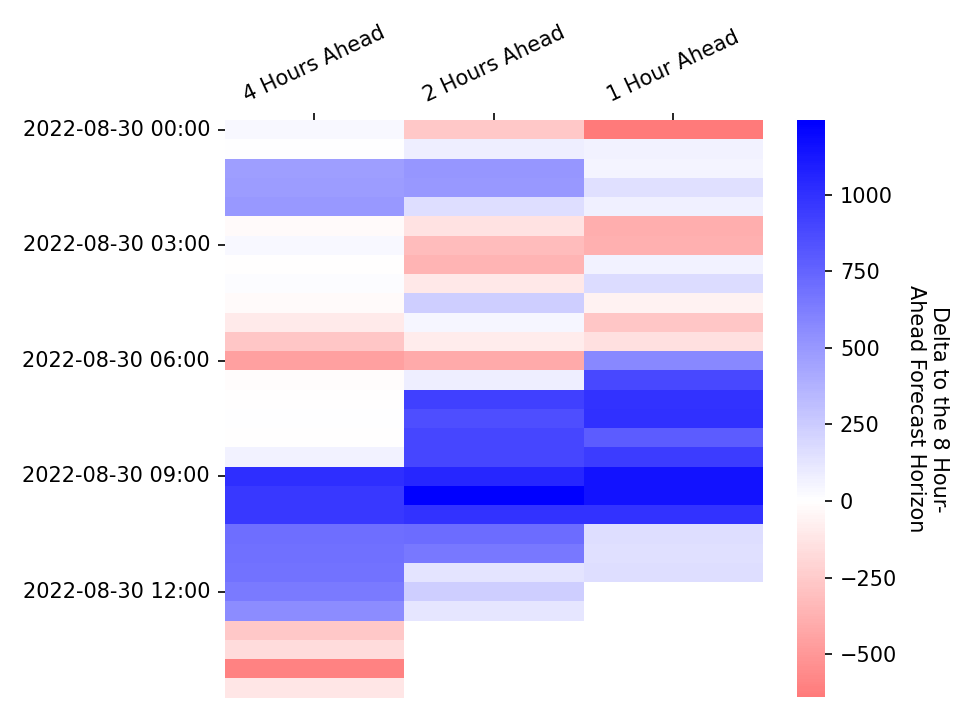 4 Hours Ahead
2 Hours Ahead
1 Hour Ahead
2022-08-30 00:00
2022-08-30 03:00
2022-08-30 06:00
2022-08-30 09:00
2022-08-30 12:00
1000
750
500
250
0
−250
−500
Delta to the 8 Hour-
Ahead Forecast Horizon